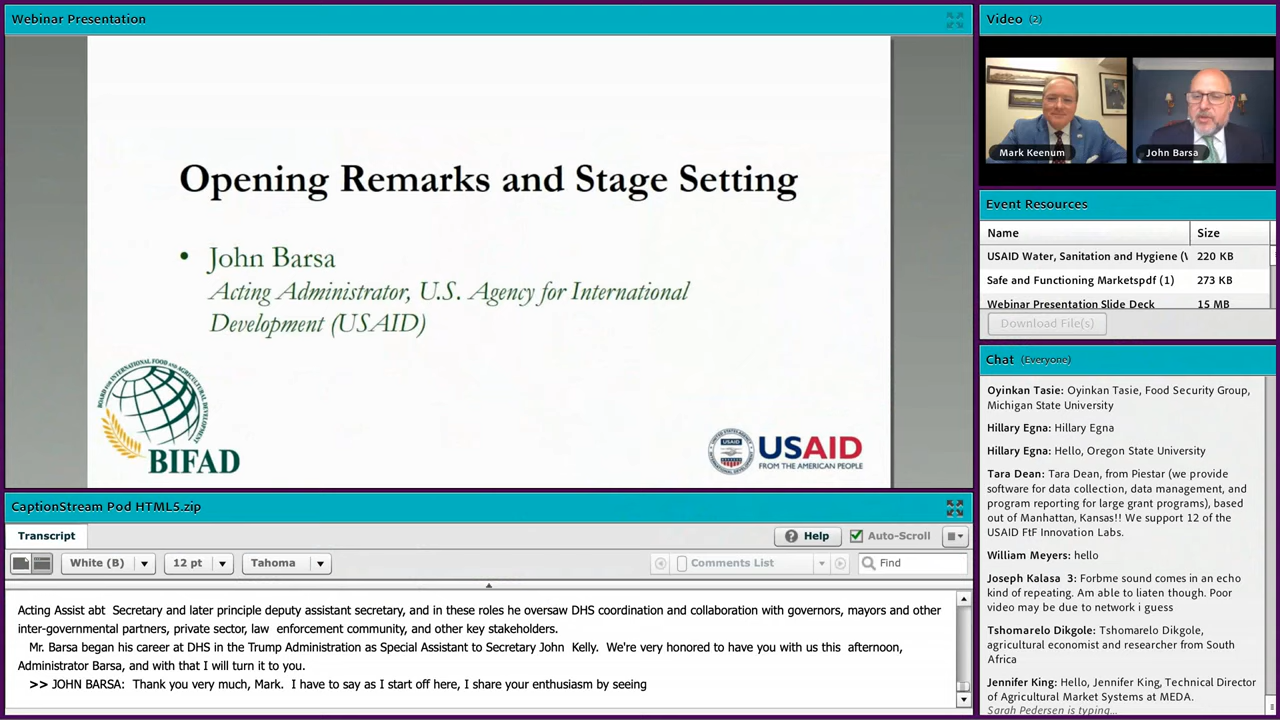 Webinar Presentation
Opening Remarks and Stage Setting
• John Barsa
Acting Administrator, U.S. Agency for International
Development (USAID)
BOARD FOR INTERNATIONAL FOOD AND AGRICULTURAL DEVELOPMENT
BIFAD
USAID
USAID
FROM THE AMERICAN PEOPLE
CaptionStream Pod HTML5.zip
Transcript
Help
Auto-Scroll
White (B)
12 pt
Tahoma
Comments List
Find
Acting Assist abt Secretary and later principle deputy assistant secretary, and in these roles he oversaw DHS coordination and collaboration with governors, mayors and other
inter-governmental partners, private sector, law enforcement community, and other key stakeholders.
Mr. Barsa began his career at DHS in the Trump Administration as Special Assistant to Secretary John Kelly. We're very honored to have you with us this afternoon,
Administrator Barsa, and with that I will turn it to you.
>> JOHN BARSA: Thank you very much, Mark. I have to say as I start off here, I share your enthusiasm by seeing
Video (2)
Mark Keenum
John Barsa
Event Resources
Name Size
USAID Water, Sanitation and Hygiene (\ 220 KB
Safe and Functioning Marketspdf (1) 273 KB
Webinar Presentation Slide Deck 15 MB
Download File(s)
Chat (Everyone)
Oyinkan Tasie: Oyinkan Tasie, Food Security Group,
Michigan State University
Hillary Egna: Hillary Egna
Hillary Egna: Hello, Oregon State University
Tara Dean: Tara Dean, from Piestar (we provide
software for data collection, data management, and
program reporting for large grant programs), based
out of Manhattan, Kansas!! We support 12 of the
USAID FtF Innovation Labs.
William Meyers: hello
Joseph Kalasa 3: Forbme sound comes in an echo
kind of repeating. Am able to liaten though. Poor
video may be due to network i guess
Tshomarelo Dikgole: Tshomarelo Dikgole,
agricultural economist and researcher from South
Africa
Jennifer King: Hello, Jennifer King, Technical Director
of Agricultural Market Systems at MEDA.
Sarah Pedersen is typing...